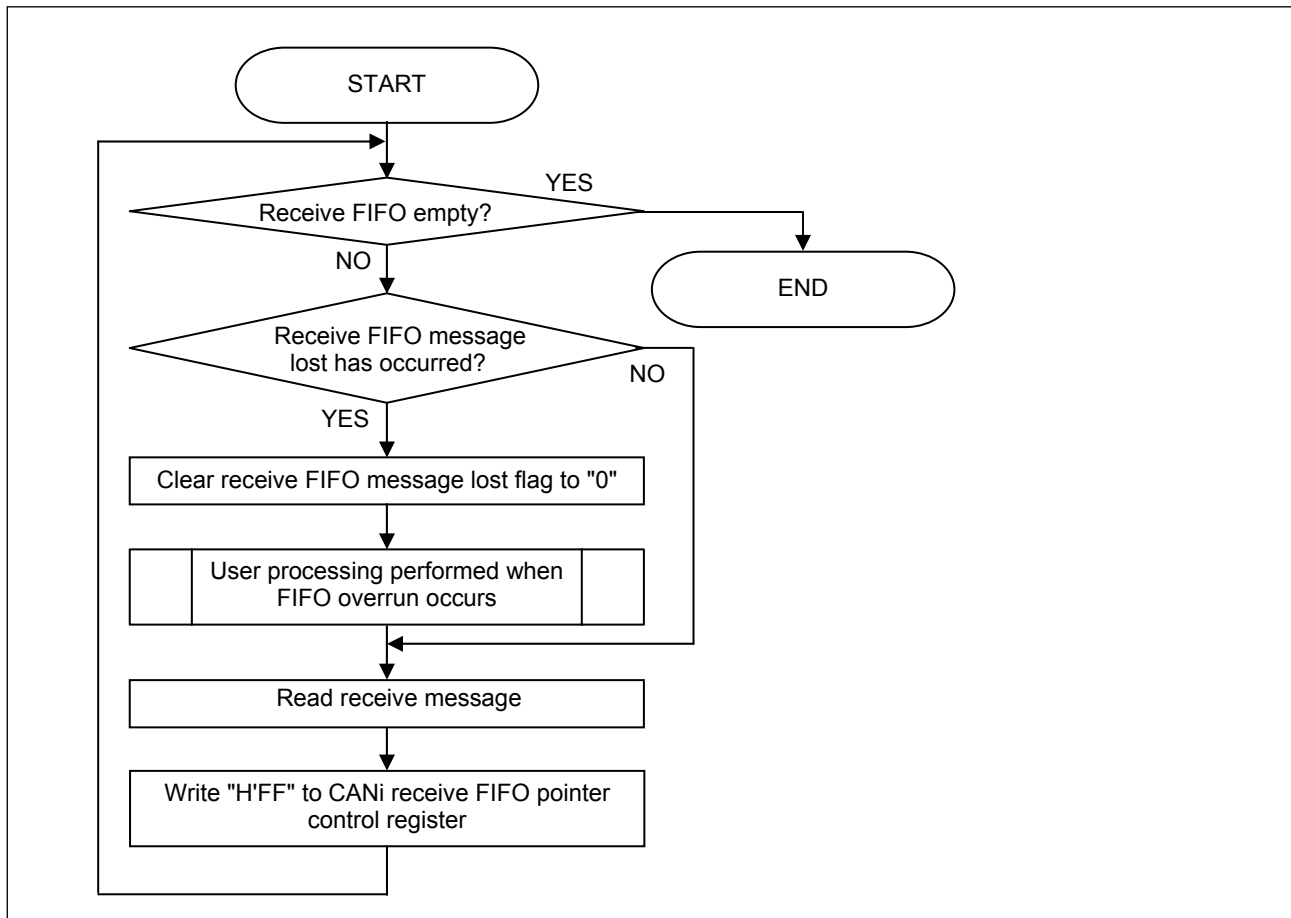 START
YES
Receive FIFO empty?
NO
END
Receive FIFO message
lost has occurred?
NO
YES
Clear receive FIFO message lost flag to "0"
User processing performed when
FIFO overrun occurs
Read receive message
Write "H'FF" to CANi receive FIFO pointer
control register